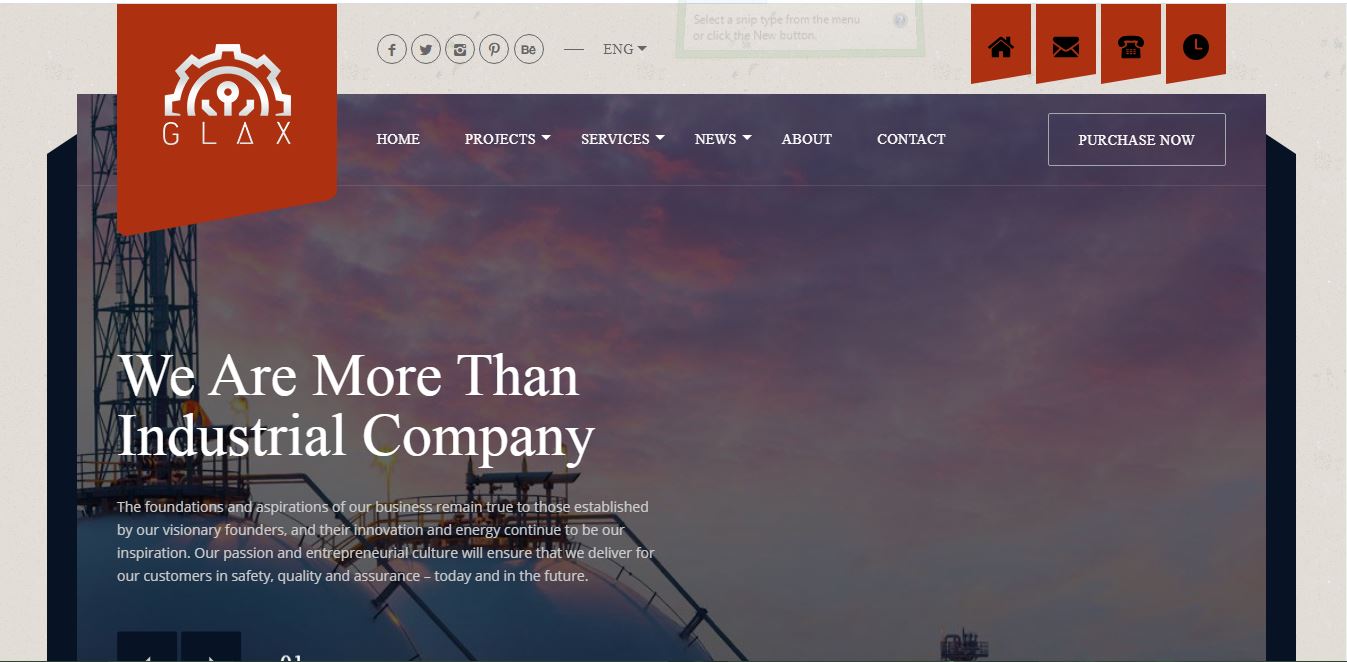 Select a snip type from the menu
or click the New button.
ENG
GLAX
HOME PROJECTS SERVICES NEWS ABOUT CONTACT PURCHASE NOW
We Are More Than
Industrial Company
The foundations and aspirations of our business remain true to those established
by our visionary founders, and their innovation and energy continue to be our
inspiration. Our passion and entrepreneurial culture will ensure that we deliver for
our customers in safety, quality and assurance – today and in the future.
01